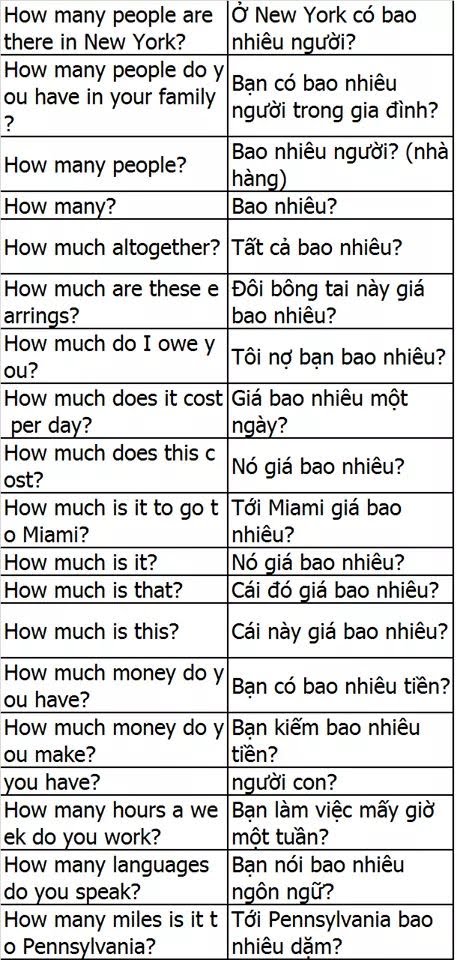 How many people are
there in New York?
Ở New York có bao
nhiêu người?
How many people do y
ou have in your family
?
Bạn có bao nhiêu
người trong gia đình?
How many people?
Bao nhiêu người? (nhà
hàng)
How many?
Bao nhiêu?
How much altogether?
Tất cả bao nhiêu?
How much are these e
arrings?
Đôi bông tai này giá
bao nhiêu?
How much do I owe y
ou?
Tôi nợ bạn bao nhiêu?
How much does it cost
per day?
Giá bao nhiêu một
ngày?
How much does this c
ost?
Nó giá bao nhiêu?
How much is it to go t
o Miami?
Tới Miami giá bao
nhiêu?
How much is it?
Nó giá bao nhiêu?
How much is that?
Cái đó giá bao nhiêu?
How much is this?
Cái này giá bao nhiêu?
How much money do y
ou have?
Bạn có bao nhiêu tiền?
How much money do y
ou make?
Bạn kiếm bao nhiêu
tiền?
you have?
người con?
How many hours a we
ek do you work?
Bạn làm việc mấy giờ
một tuần?
How many languages
do you speak?
Bạn nói bao nhiêu
ngôn ngữ?
How many miles is it t
o Pennsylvania?
Tới Pennsylvania bao
nhiêu dặm?